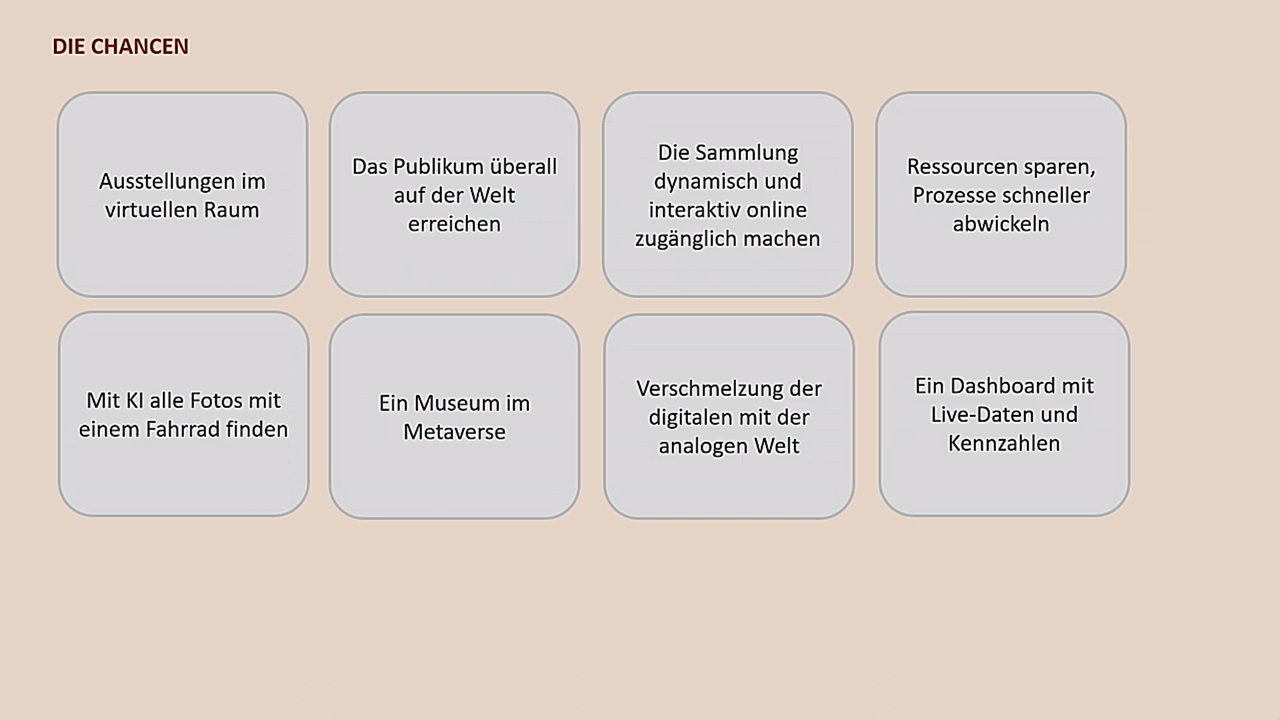 DIE CHANCEN
Ausstellungen im
virtuellen Raum
Das Publikum überall
auf der Welt
erreichen
Die Sammlung
dynamisch und
interaktiv online
zugänglich machen
Ressourcen sparen,
Prozesse schneller
abwickeln
Mit KI alle Fotos mit
einem Fahrrad finden
Ein Museum im
Metaverse
Verschmelzung der
digitalen mit der
analogen Welt
Ein Dashboard mit
Live-Daten und
Kennzahlen